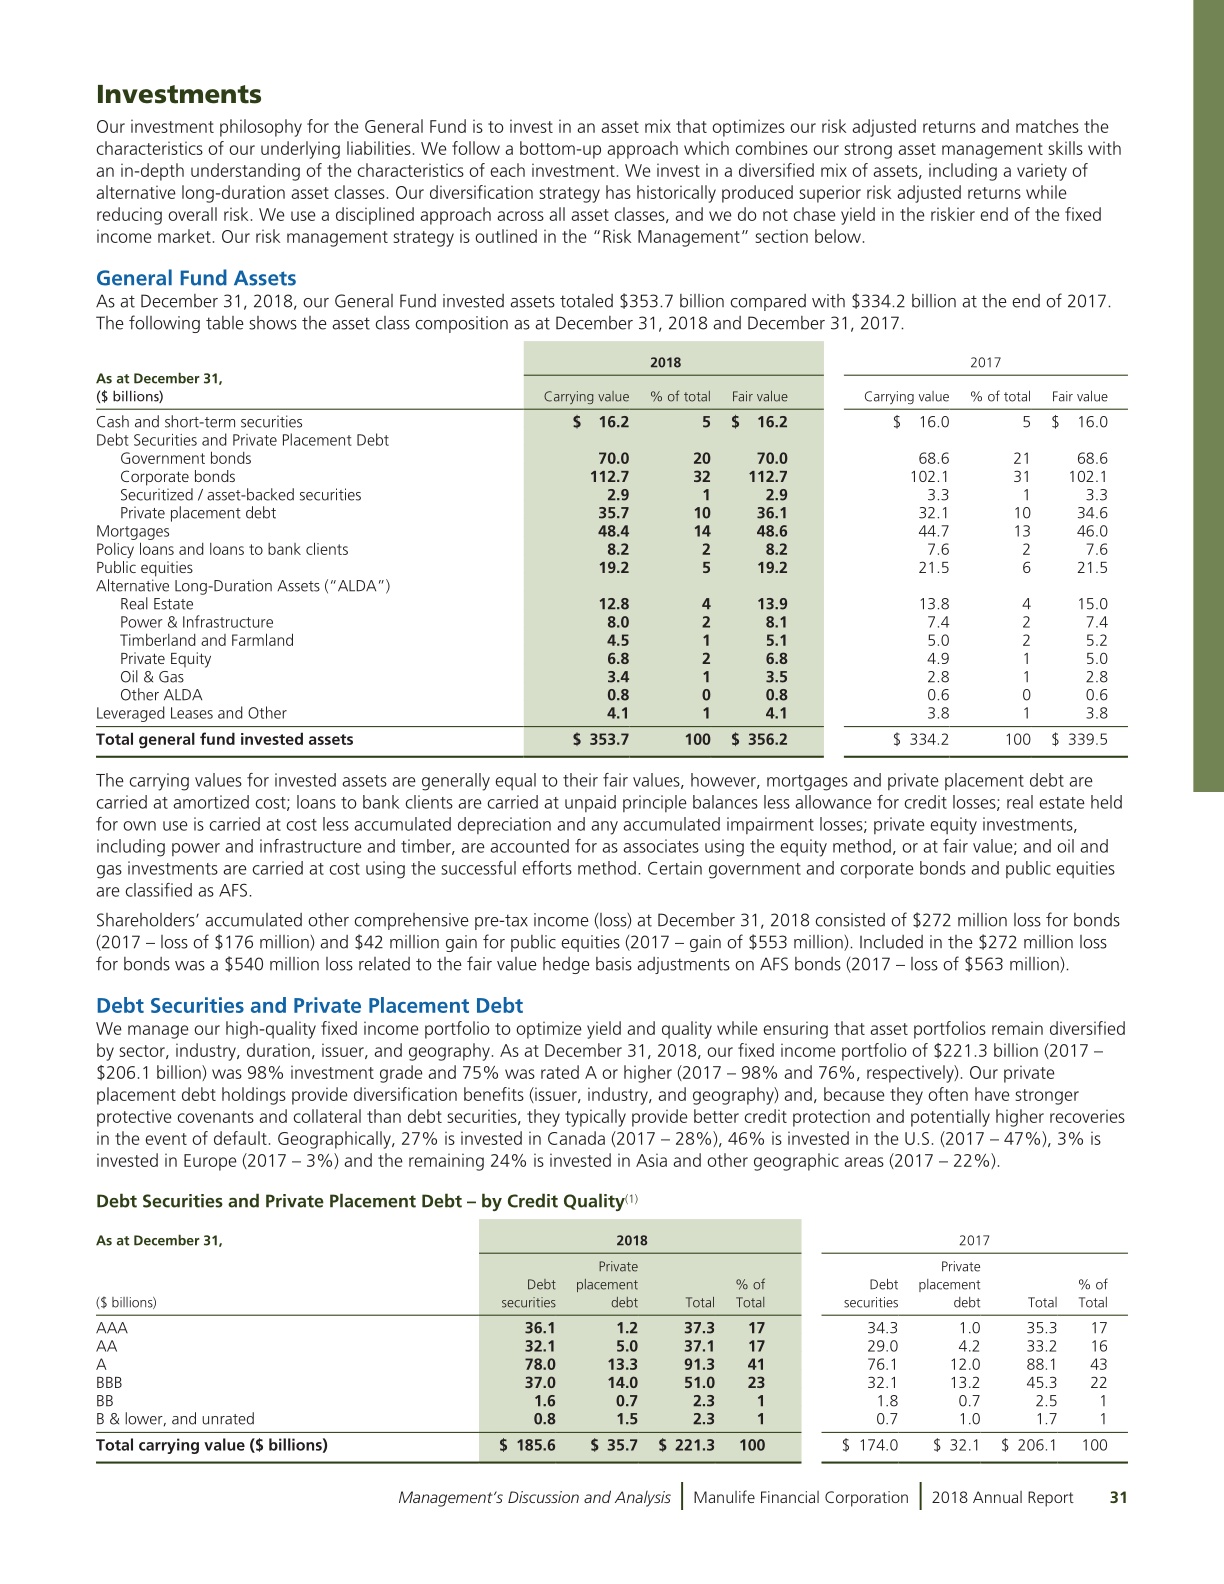 Investments
Our investment philosophy for the General Fund is to invest in an asset mix that optimizes our risk adjusted returns and matches the
characteristics of our underlying liabilities. We follow a bottom-up approach which combines our strong asset management skills with
an in-depth understanding of the characteristics of each investment. We invest in a diversified mix of assets, including a variety of
alternative long-duration asset classes. Our diversification strategy has historically produced superior risk adjusted returns while
reducing overall risk. We use a disciplined approach across all asset classes, and we do not chase yield in the riskier end of the fixed
income market. Our risk management strategy is outlined in the “Risk Management” section below.
General Fund Assets
As at December 31, 2018, our General Fund invested assets totaled $353.7 billion compared with $334.2 billion at the end of 2017.
The following table shows the asset class composition as at December 31, 2018 and December 31, 2017.
2018 2017
As at December 31,
($ billions) Carrying value % of total Fair value Carrying value % of total Fair value
Cash and short-term securities $ 16.2 5 $ 16.2 $ 16.0 5 $ 16.0
Debt Securities and Private Placement Debt
Government bonds 70.0 20 70.0 68.6 21 68.6
Corporate bonds 112.7 32 112.7 102.1 31 102.1
Securitized / asset-backed securities 2.9 1 2.9 3.3 1 3.3
Private placement debt 35.7 10 36.1 32.1 10 34.6
Mortgages 48.4 14 48.6 44.7 13 46.0
Policy loans and loans to bank clients 8.2 2 8.2 7.6 2 7.6
Public equities 19.2 5 19.2 21.5 6 21.5
Alternative Long-Duration Assets (“ALDA”)
Real Estate 12.8 4 13.9 13.8 4 15.0
Power & Infrastructure 8.0 2 8.1 7.4 2 7.4
Timberland and Farmland 4.5 1 5.1 5.0 2 5.2
Private Equity 6.8 2 6.8 4.9 1 5.0
Oil & Gas 3.4 1 3.5 2.8 1 2.8
Other ALDA 0.8 0 0.8 0.6 0 0.6
Leveraged Leases and Other 4.1 1 4.1 3.8 1 3.8
Total general fund invested assets $ 353.7 100 $ 356.2 $ 334.2 100 $ 339.5
The carrying values for invested assets are generally equal to their fair values, however, mortgages and private placement debt are
carried at amortized cost; loans to bank clients are carried at unpaid principle balances less allowance for credit losses; real estate held
for own use is carried at cost less accumulated depreciation and any accumulated impairment losses; private equity investments,
including power and infrastructure and timber, are accounted for as associates using the equity method, or at fair value; and oil and
gas investments are carried at cost using the successful efforts method. Certain government and corporate bonds and public equities
are classified as AFS.
Shareholders’ accumulated other comprehensive pre-tax income (loss) at December 31, 2018 consisted of $272 million loss for bonds
(2017 – loss of $176 million) and $42 million gain for public equities (2017 – gain of $553 million). Included in the $272 million loss
for bonds was a $540 million loss related to the fair value hedge basis adjustments on AFS bonds (2017 – loss of $563 million).
Debt Securities and Private Placement Debt
We manage our high-quality fixed income portfolio to optimize yield and quality while ensuring that asset portfolios remain diversified
by sector, industry, duration, issuer, and geography. As at December 31, 2018, our fixed income portfolio of $221.3 billion (2017 –
$206.1 billion) was 98% investment grade and 75% was rated A or higher (2017 – 98% and 76%, respectively). Our private
placement debt holdings provide diversification benefits (issuer, industry, and geography) and, because they often have stronger
protective covenants and collateral than debt securities, they typically provide better credit protection and potentially higher recoveries
in the event of default. Geographically, 27% is invested in Canada (2017 – 28%), 46% is invested in the U.S. (2017 – 47%), 3% is
invested in Europe (2017 – 3%) and the remaining 24% is invested in Asia and other geographic areas (2017 – 22%).
Debt Securities and Private Placement Debt – by Credit Quality(1)
As at December 31, 2018 2017
Private Private
Debt placement % of Debt placement % of
($ billions) securities debt Total Total securities debt Total Total
AAA 36.1 1.2 37.3 17 34.3 1.0 35.3 17
AA 32.1 5.0 37.1 17 29.0 4.2 33.2 16
A 78.0 13.3 91.3 41 76.1 12.0 88.1 43
BBB 37.0 14.0 51.0 23 32.1 13.2 45.3 22
BB 1.6 0.7 2.3 1 1.8 0.7 2.5 1
B & lower, and unrated 0.8 1.5 2.3 1 0.7 1.0 1.7 1
Total carrying value ($ billions) $ 185.6 $ 35.7 $ 221.3 100 $ 174.0 $ 32.1 $ 206.1 100
Management’s Discussion and Analysis Manulife Financial Corporation 2018 Annual Report 31